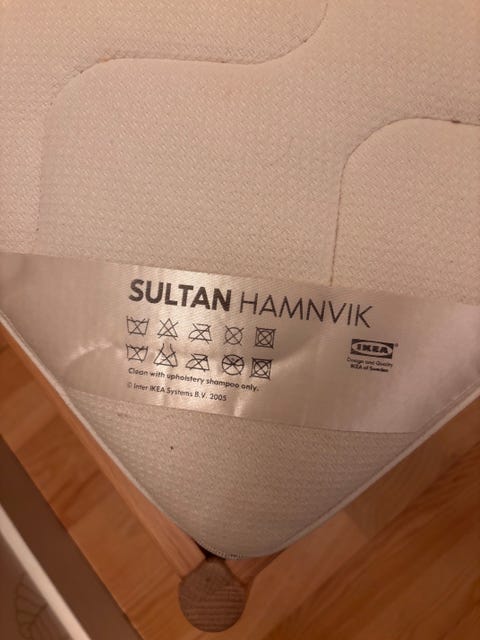 SULTAN HAMNVIK
IKEA®
Design and Quality
IKEA of Sweden
Clean with upholstery shampoo only.
© Inter IKEA Systems B.V. 2005